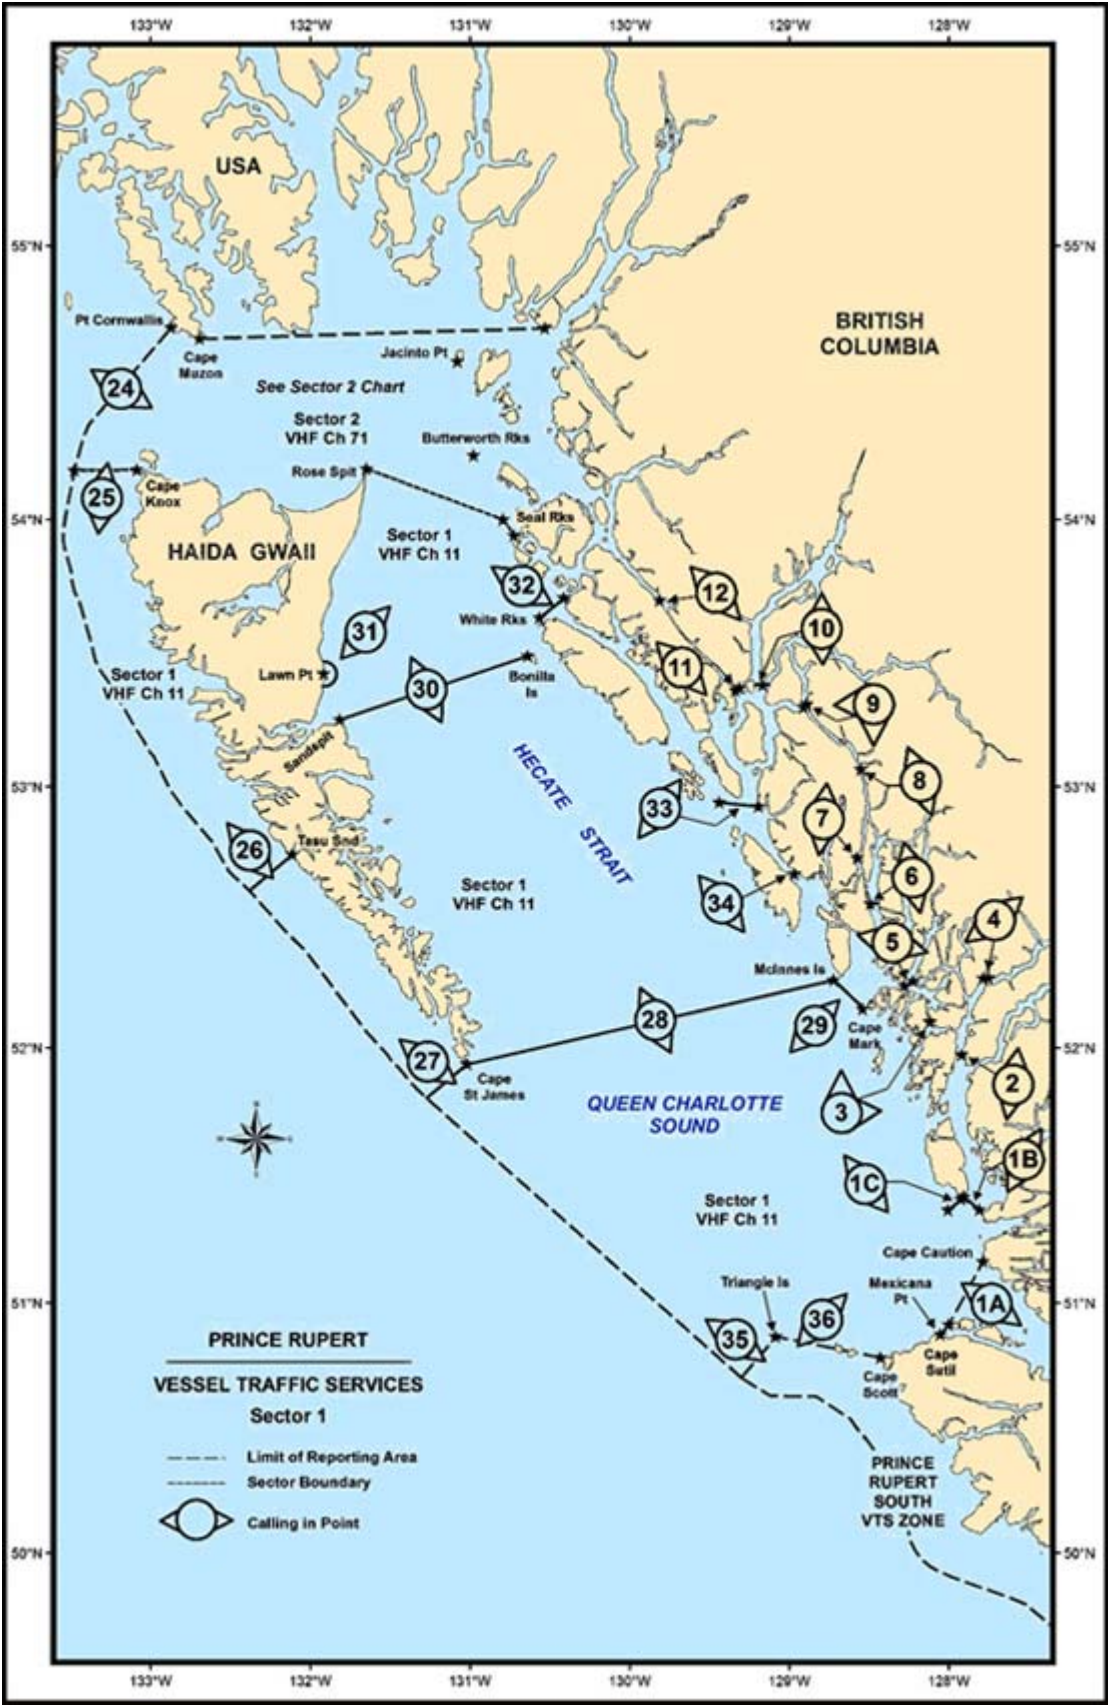 133°W
132°W
131°W
130°W
129°W
128°W
USA
55°N
55°N
Pt Cornwallis
BRITISH
COLUMBIA
Cape
Muzon
Jacinto Pt
24
See Sector 2 Chart
Sector 2
VHF Ch 71
Butterworth Rks
Rose Spit
25
Cape
Knox
54°N
54°N
Seal Rks
HAIDA GWAII
Sector 1
VHF Ch 11
32
12
White Rks
31
10
11
Lawn Pt
Sector 1
VHF Ch 11
30
Bonilla
Is
9
Sandspit
HECATE STRAIT
8
53°N
53°N
33
7
26
Tasu Snd
6
Sector 1
VHF Ch 11
34
4
5
McInnes Is
28
29
Cape
Mark
52°N
52°N
27
Cape
St James
2
QUEEN CHARLOTTE
SOUND
3
1B
1C
Sector 1
VHF Ch 11
Cape Caution
Triangle Is
Mexicana
Pt
51°N
51°N
1A
36
35
PRINCE RUPERT
Cape
Sutil
Cape
Scott
VESSEL TRAFFIC SERVICES
Sector 1
Limit of Reporting Area
Sector Boundary
Calling in Point
PRINCE
RUPERT
SOUTH
VTS ZONE
50°N
50°N
133°W
132°W
131°W
130°W
129°W
128°W